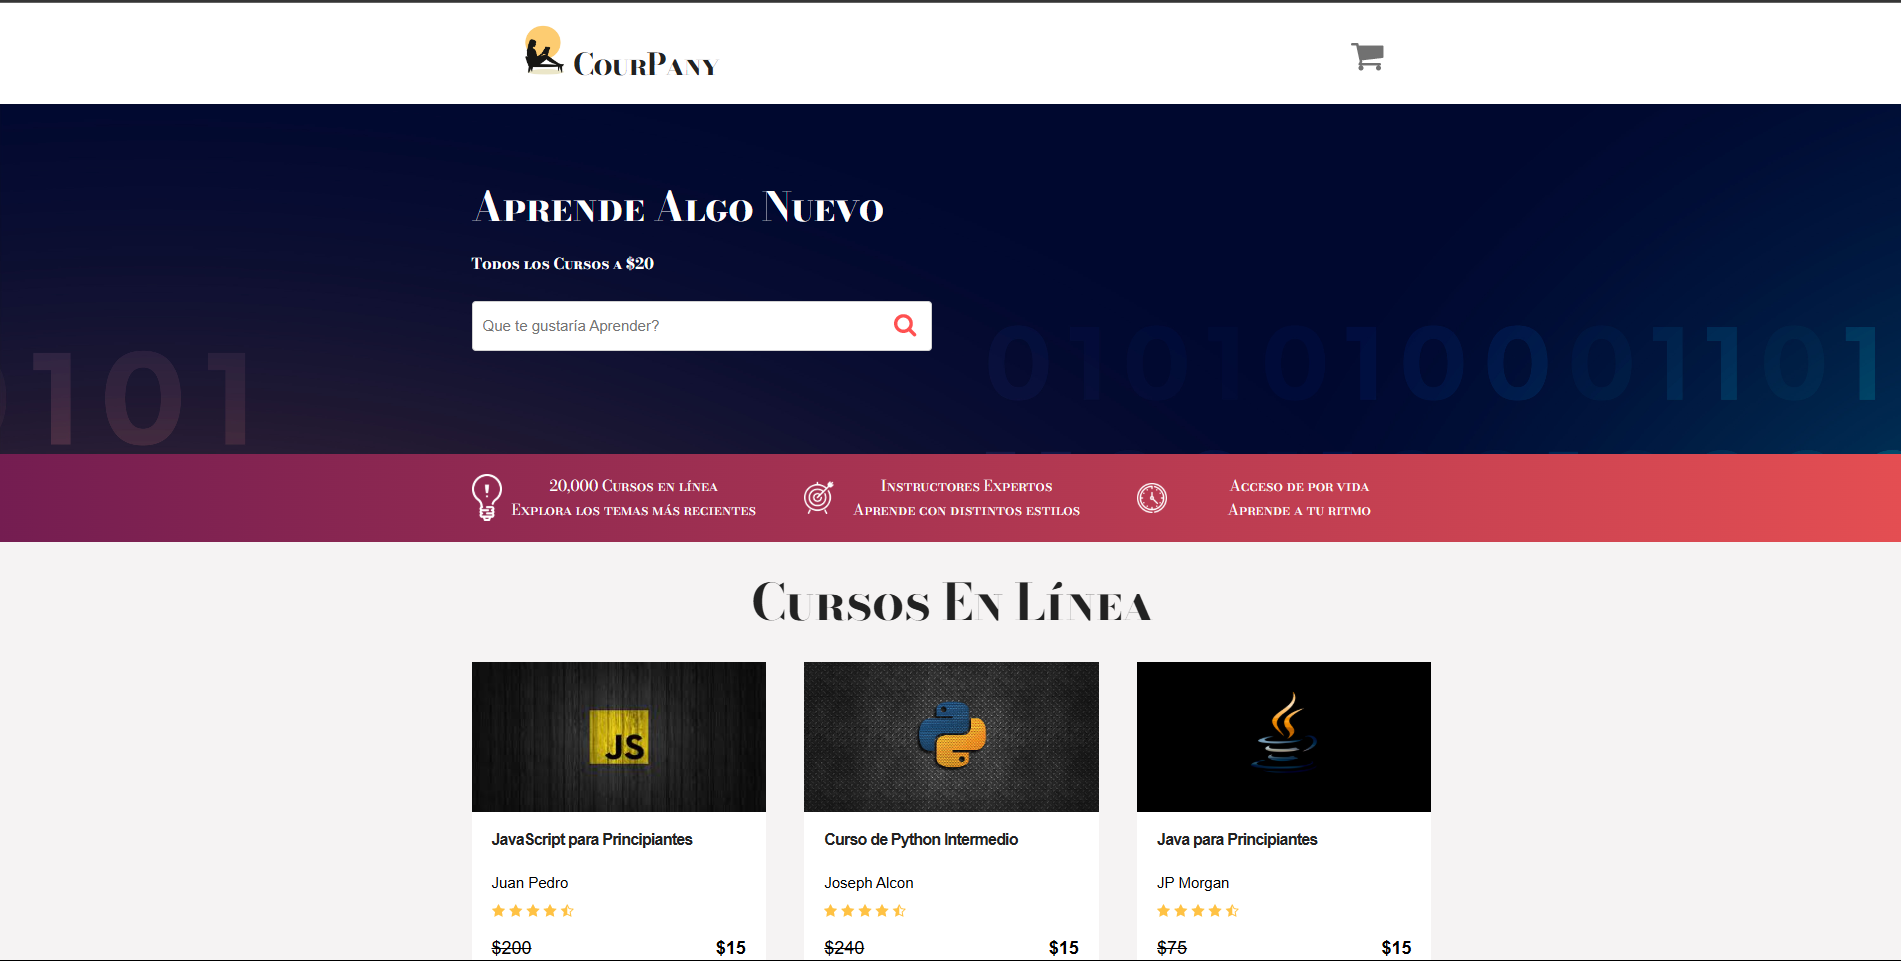 CourPany
Aprende Algo Nuevo
Todos los Cursos a $20
Que te gustaría Aprender?
101
0101010001101
20,000 Cursos en línea
Explora los temas más recientes
Instructores Expertos
Aprende con distintos estilos
Acceso de por vida
Aprende a tu ritmo
Cursos En Línea
JS
JavaScript para Principiantes
Juan Pedro
$200 $15
Curso de Python Intermedio
Joseph Alcon
$240 $15
Java para Principiantes
JP Morgan
$75 $15